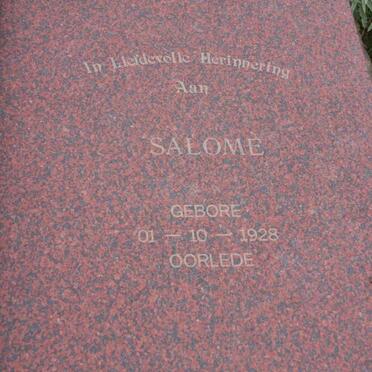 In Liefdevolle Herinnering
Aan
SALOMÉ
GEBORE
01 — 10 — 1928
OORLEDE